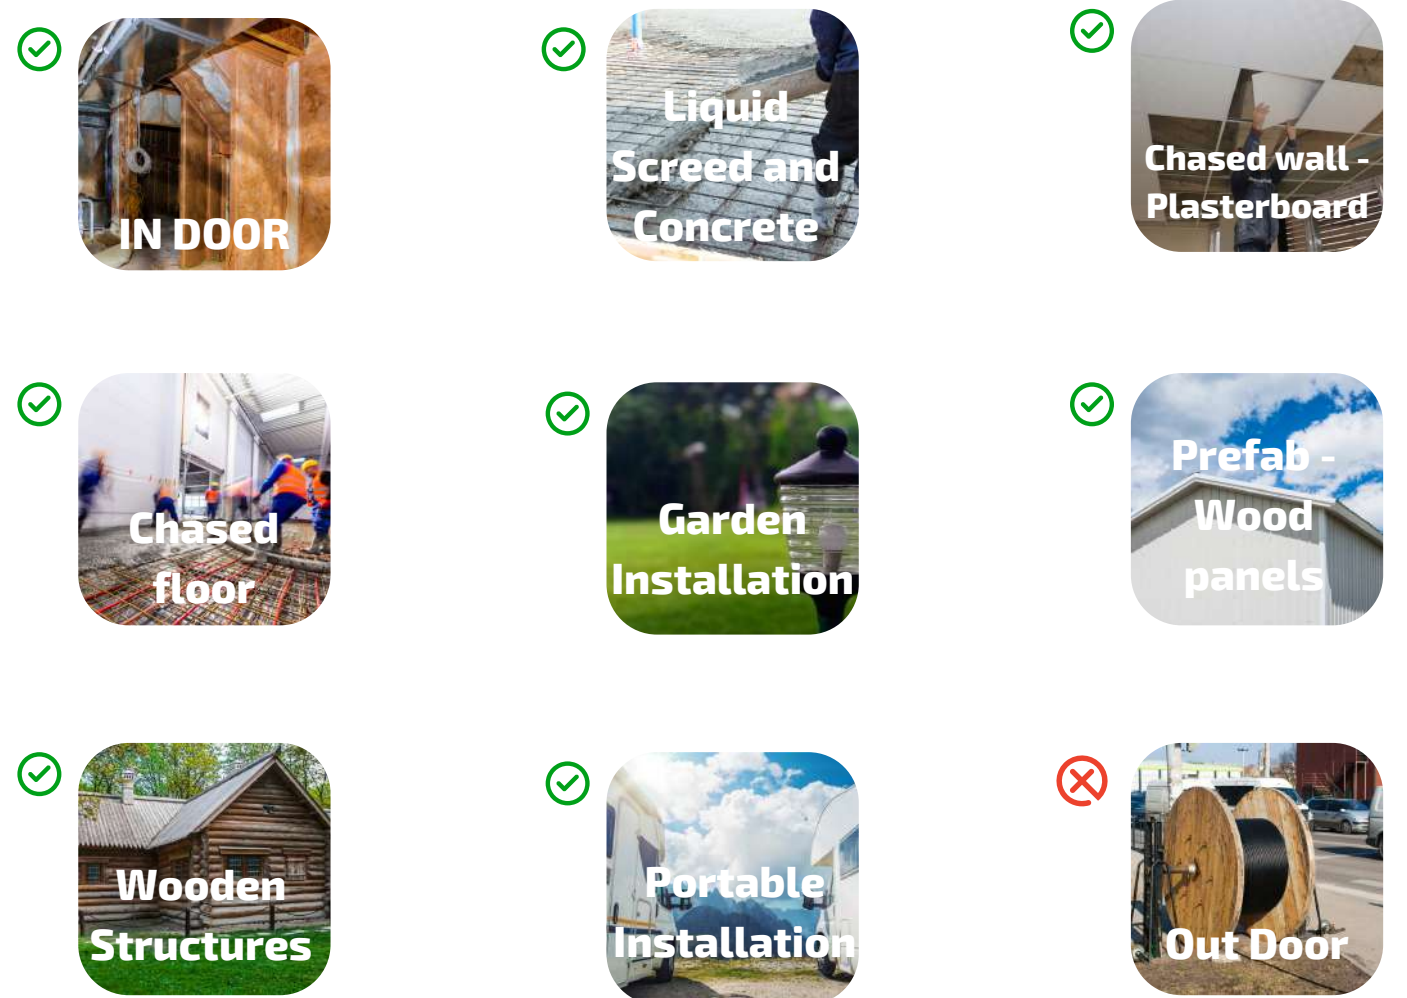 IN DOOR
Liquid
Screed and
Concrete
Chased wall -
Plasterboard
Chased
floor
Garden
Installation
Prefab -
Wood
panels
Wooden
Structures
Portable
Installation
Out Door